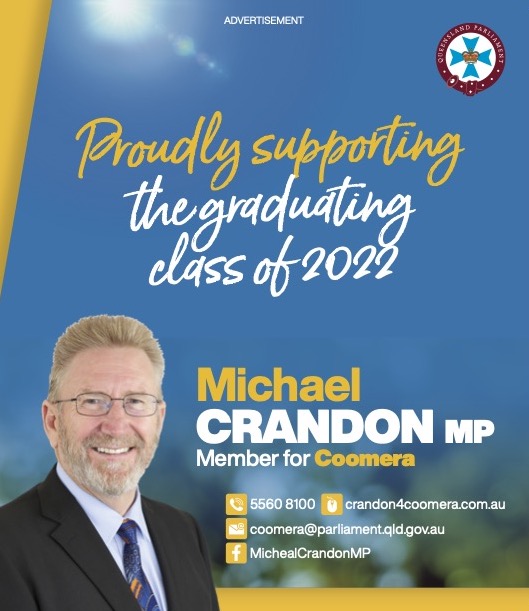 ADVERTISEMENT
QUEENSLAND PARLIAMENT
Proudly supporting
the graduating
class of 2022
Michael
CRANDON MP
Member for Coomera
5560 8100 crandon4coomera.com.au
coomera@parliament.qld.gov.au
MichealCrandonMP